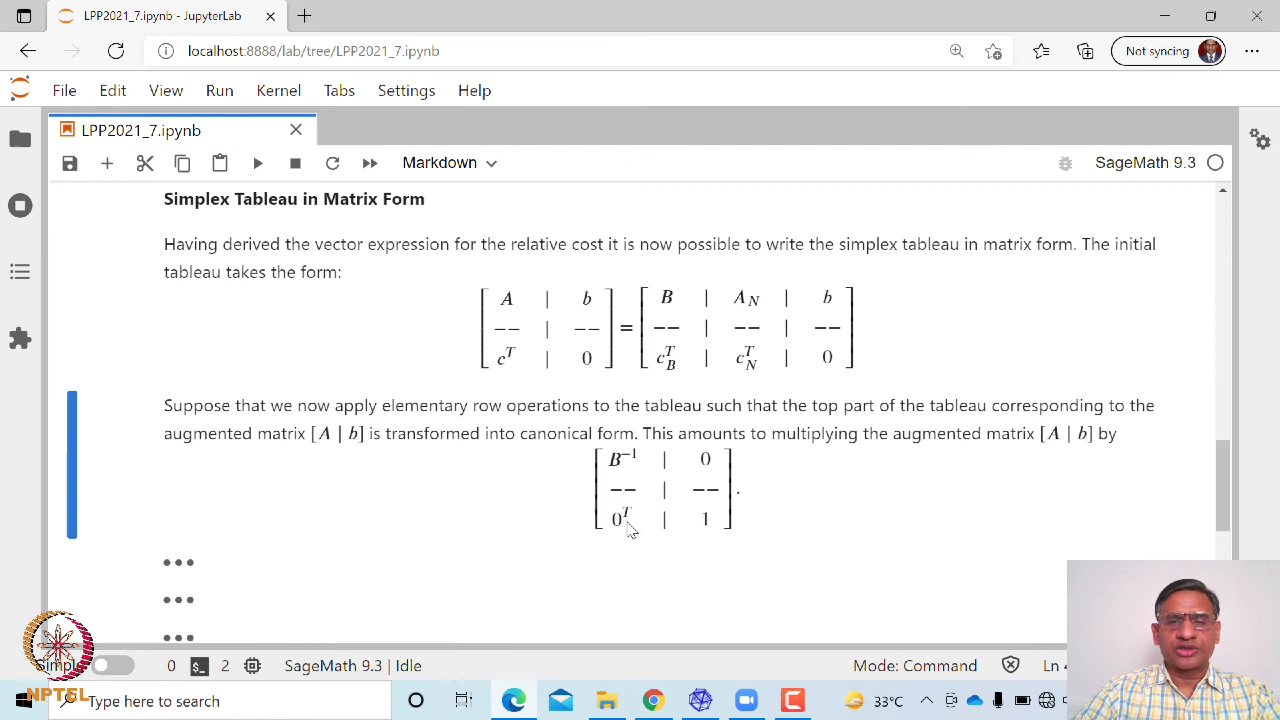 LPP2021_7.ipynb - JupyterLab
localhost:8888/lab/tree/LPP2021_7.ipynb
Not syncing
File Edit View Run Kernel Tabs Settings Help
LPP2021_7.ipynb
Markdown
SageMath 9.3
Simplex Tableau in Matrix Form
Having derived the vector expression for the relative cost it is now possible to write the simplex tableau in matrix form. The initial
tableau takes the form:
[ A | b ] = [ B | A_N | b ]
[ —— | —— ] [ —— | —— | —— ]
[ c^T | 0 ] [ c_B^T | c_N^T | 0 ]
Suppose that we now apply elementary row operations to the tableau such that the top part of the tableau corresponding to the
augmented matrix [A | b] is transformed into canonical form. This amounts to multiplying the augmented matrix [A | b] by
[ B^{-1} | 0 ]
[ —— | —— ] .
[ 0^T | 1 ]
•••
•••
•••
Simple 0 2 SageMath 9.3 | Idle Mode: Command Ln 4
NPTEL
Type here to search
33°C